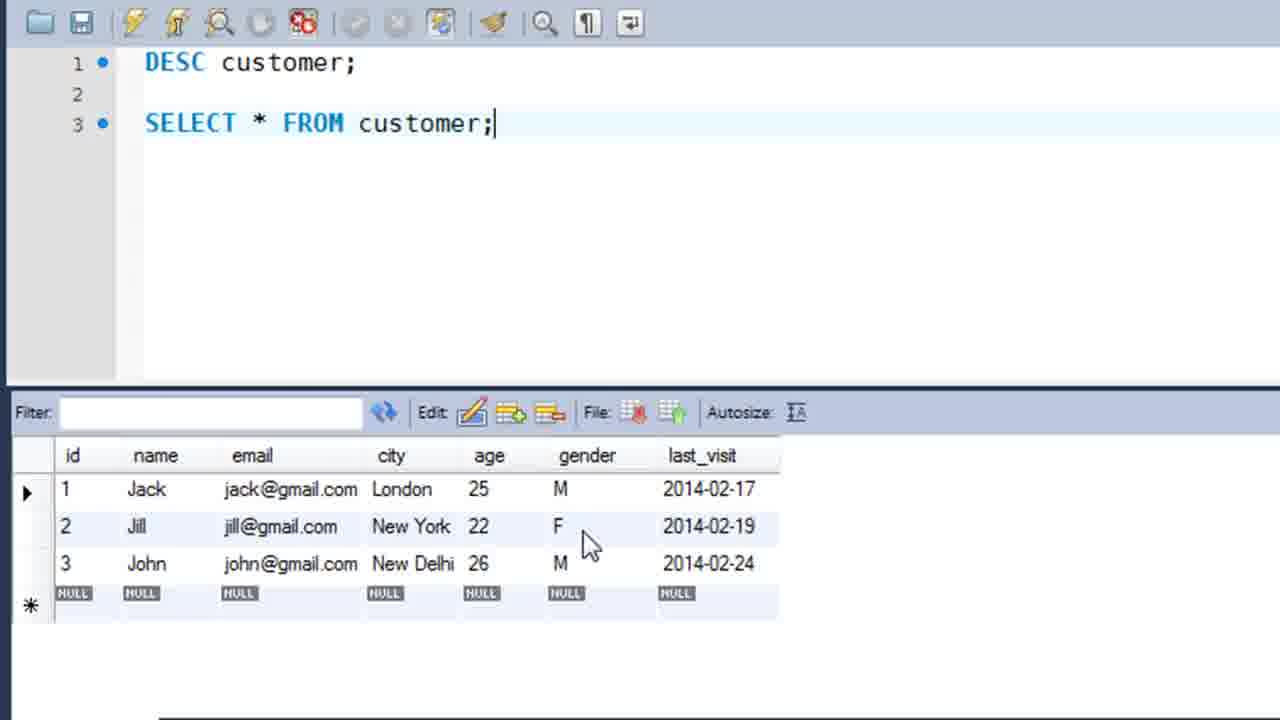 1 DESC customer;
2
3 SELECT * FROM customer;
Filter: Edit: File: Autosize:
id name email city age gender last_visit
1 Jack jack@gmail.com London 25 M 2014-02-17
2 Jill jill@gmail.com New York 22 F 2014-02-19
3 John john@gmail.com New Delhi 26 M 2014-02-24
NULL NULL NULL NULL NULL NULL NULL